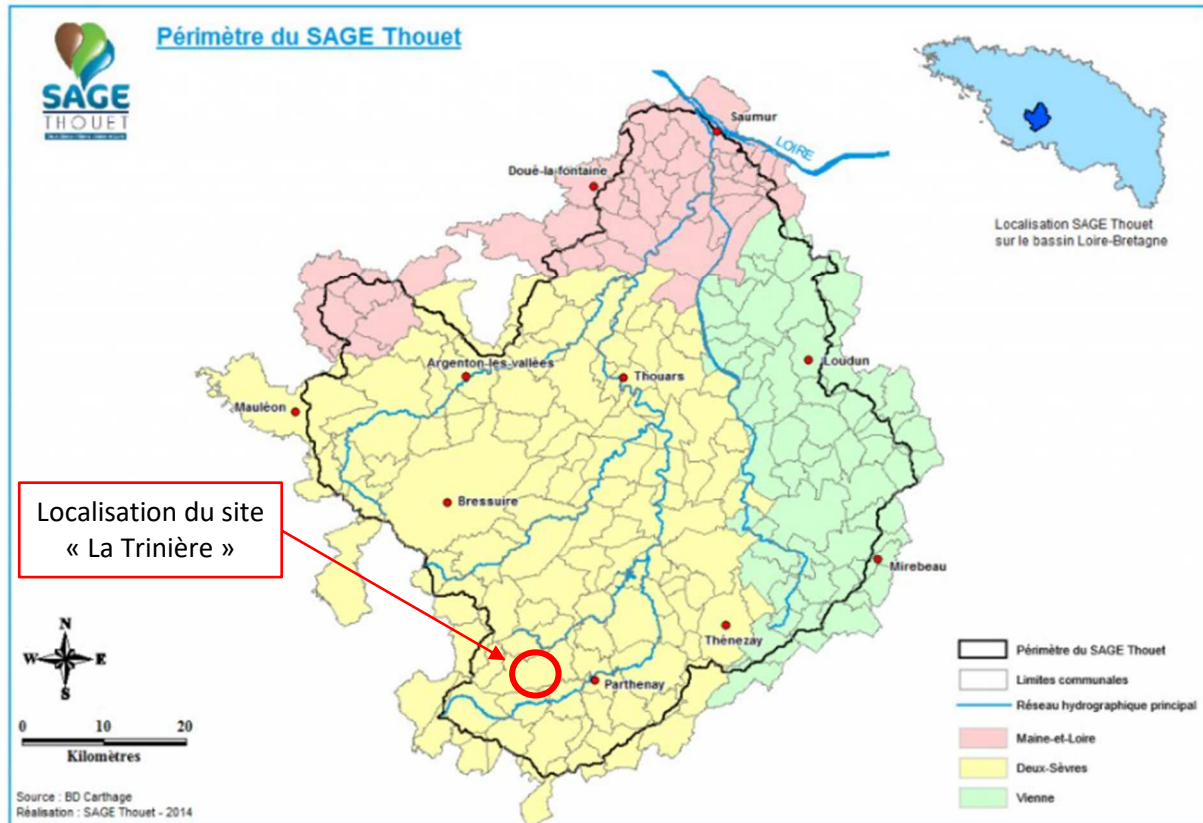 Périmètre du SAGE Thouet
SAGE
THOUET
Saumur
LOIRE
Doué-la-fontaine
Localisation SAGE Thouet
sur le bassin Loire-Bretagne
Argenton-les-vallées
Thouars
Loudun
Mauléon
Localisation du site
« La Trinière »
Bressuire
Mirebeau
Thénezay
Parthenay
N
W
E
S
0 10 20
Kilomètres
Périmètre du SAGE Thouet
Limites communales
Réseau hydrographique principal
Maine-et-Loire
Deux-Sèvres
Vienne
Source : BD Carthage
Réalisation : SAGE Thouet - 2014